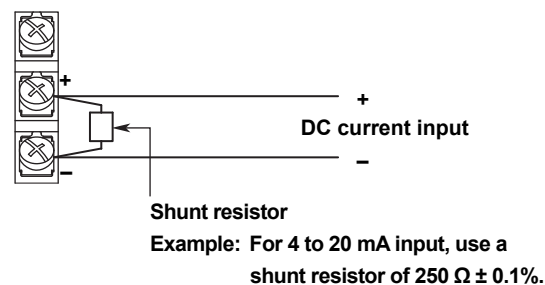 +
+
DC current input
−
−
Shunt resistor
Example: For 4 to 20 mA input, use a
shunt resistor of 250 Ω ± 0.1%.